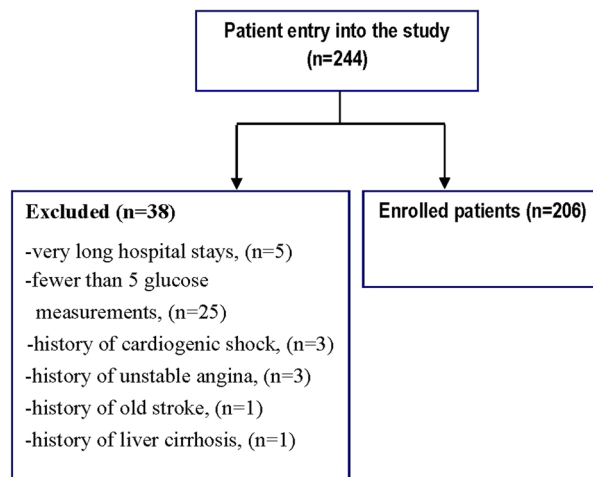 Patient entry into the study
(n=244)
Excluded (n=38)
-very long hospital stays, (n=5)
-fewer than 5 glucose
measurements, (n=25)
-history of cardiogenic shock, (n=3)
-history of unstable angina, (n=3)
-history of old stroke, (n=1)
-history of liver cirrhosis, (n=1)
Enrolled patients (n=206)